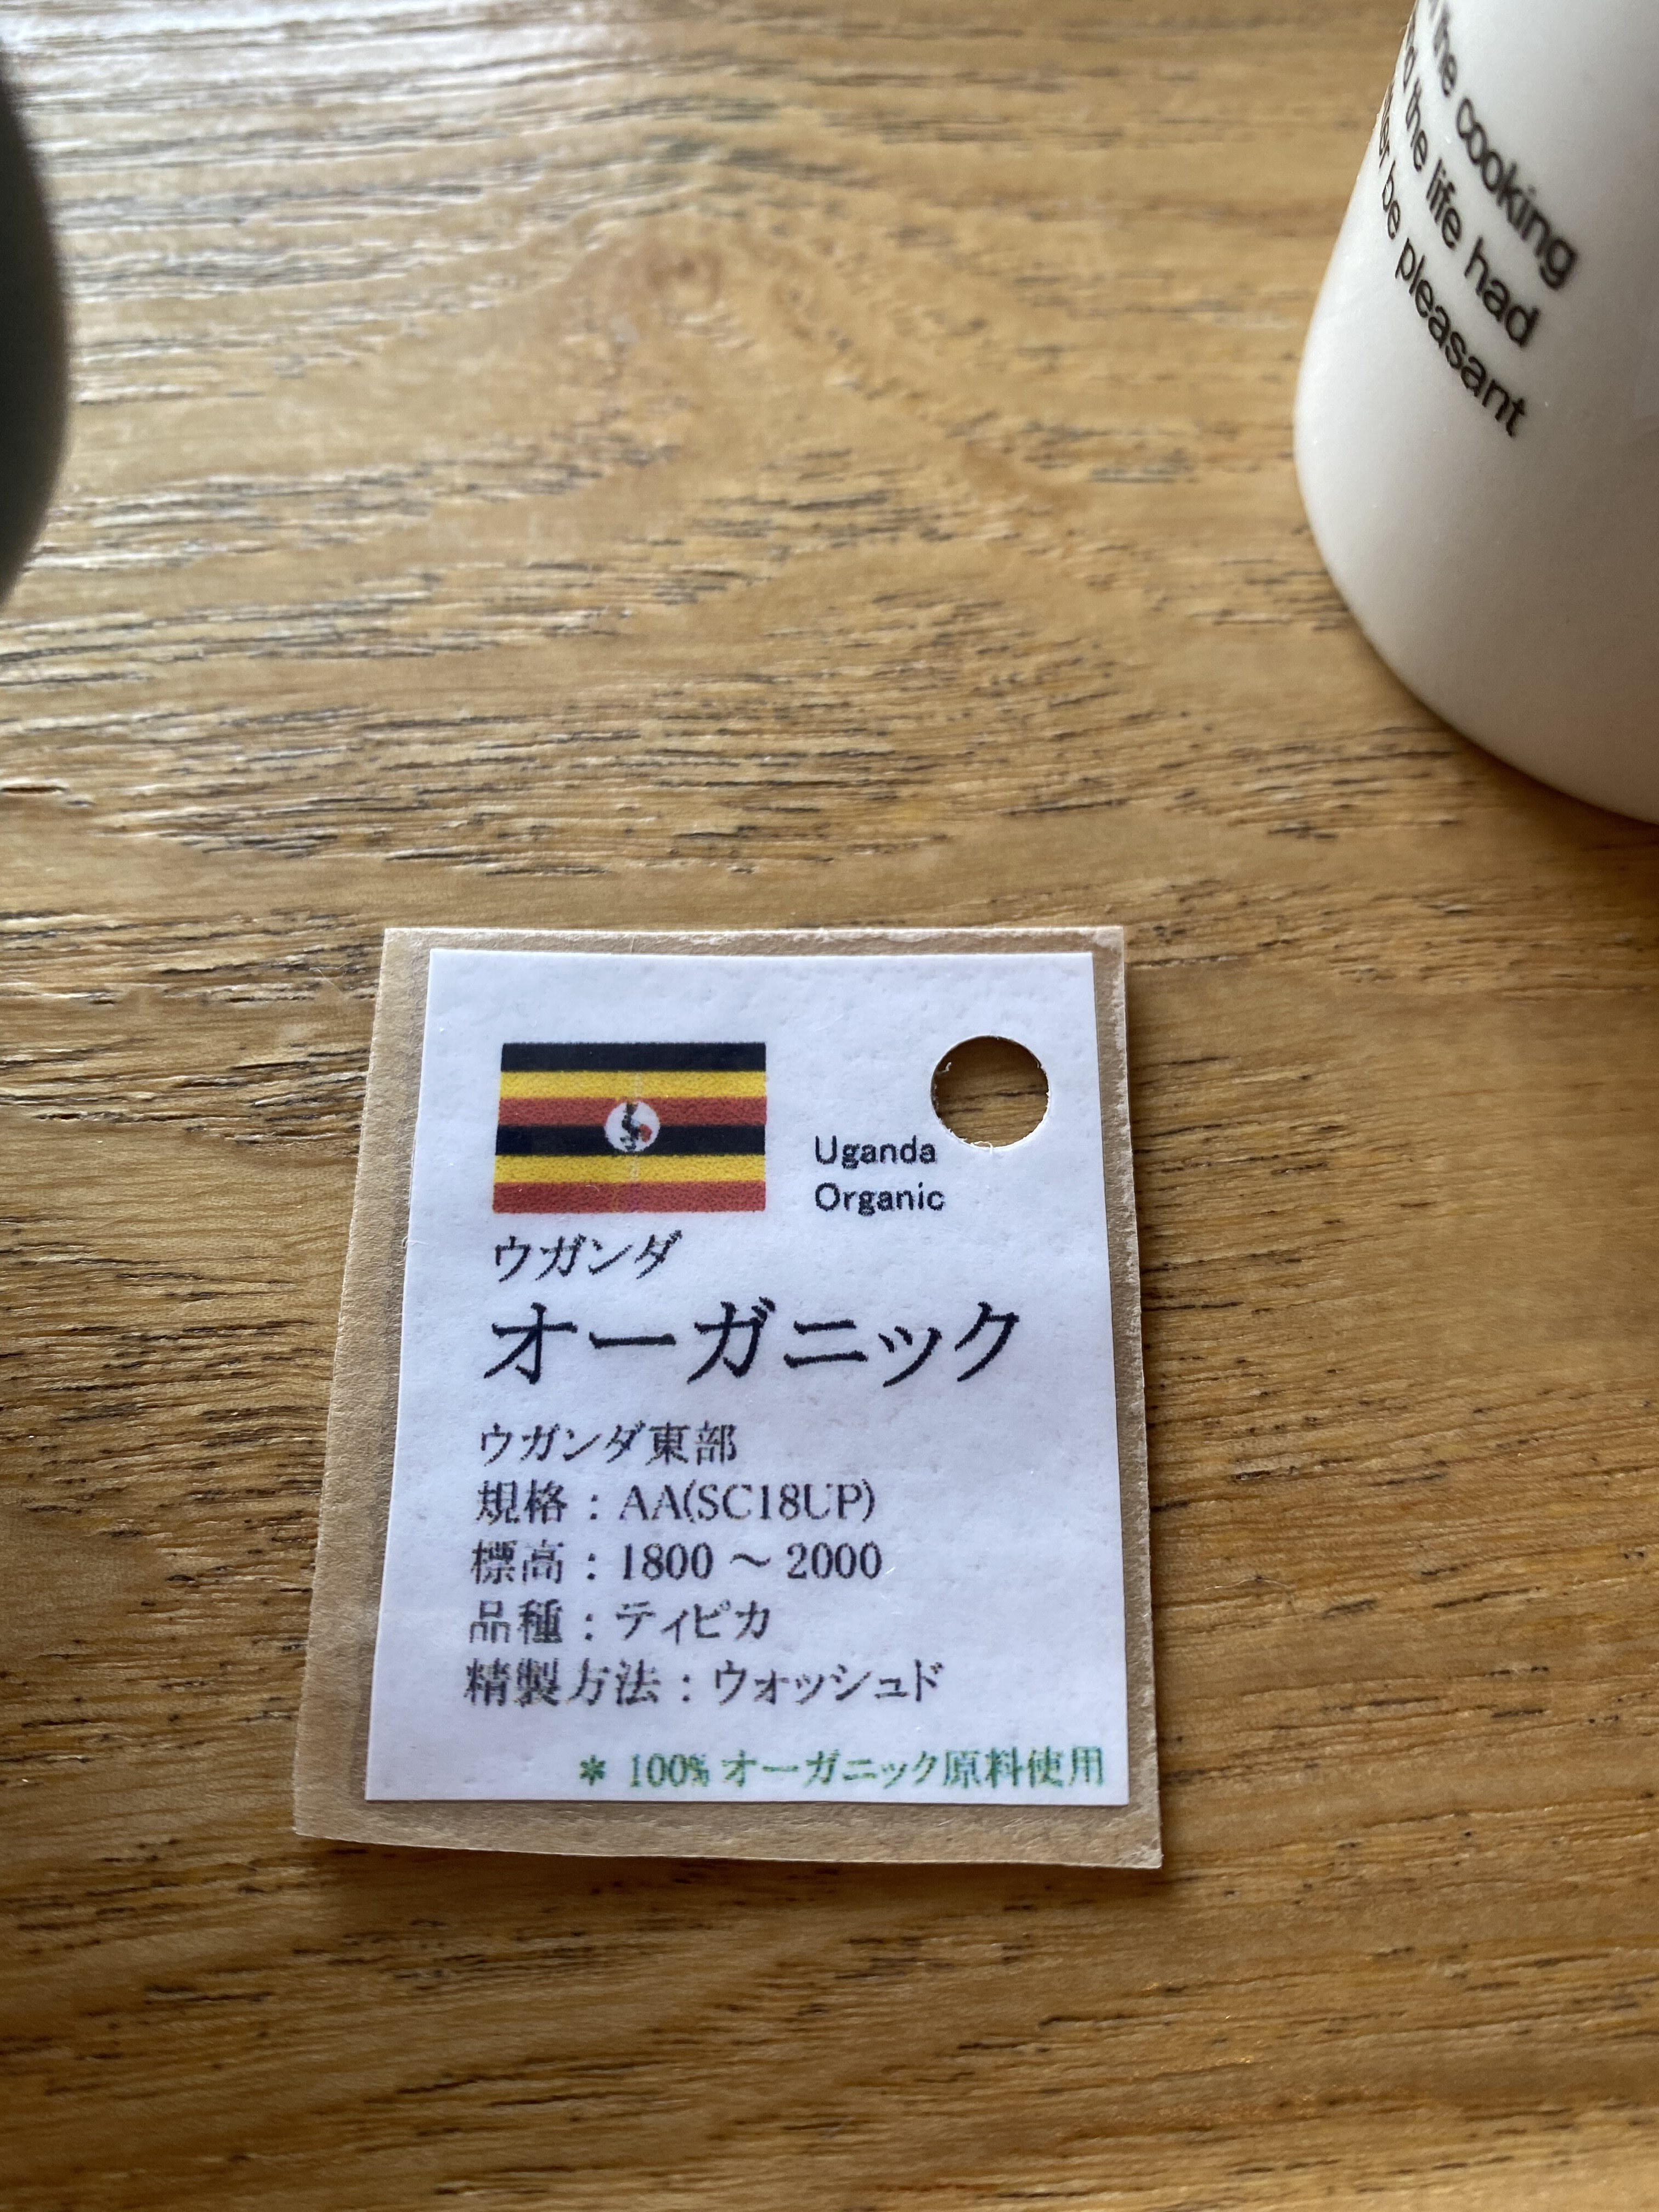 the cooking
the life had
be pleasant
Uganda
Organic
ウガンダ
オーガニック
ウガンダ東部
規格：AA(SC18UP)
標高：1800 ～ 2000
品種：ティピカ
精製方法：ウォッシュド
* 100% オーガニック原料使用